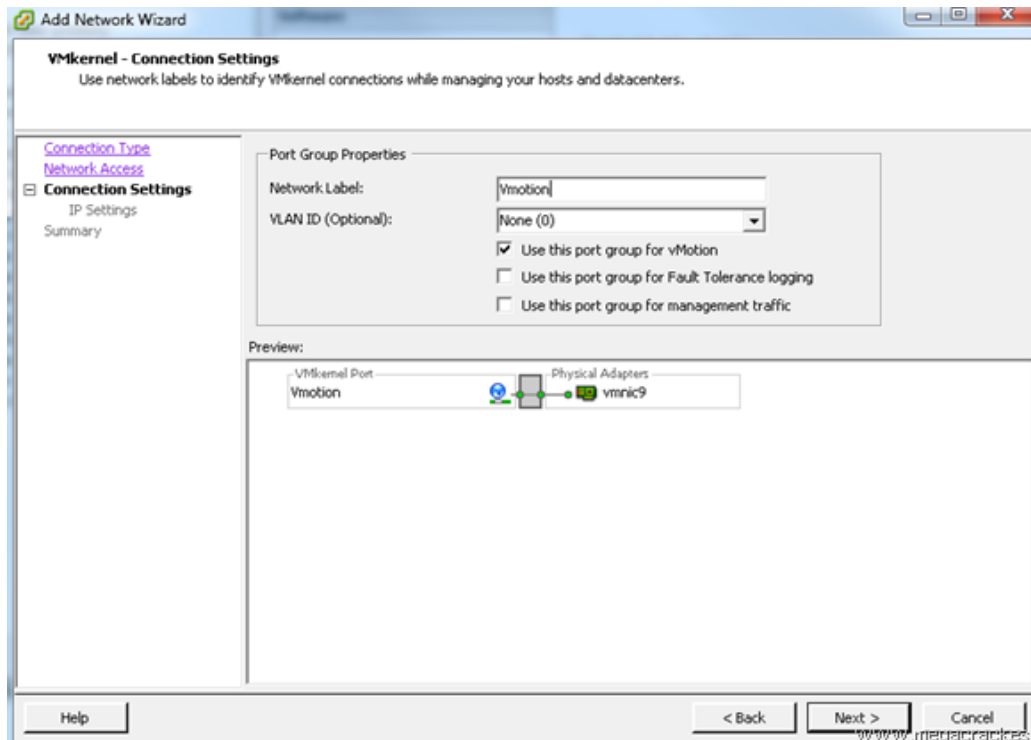 Add Network Wizard
VMkernel - Connection Settings
Use network labels to identify VMkernel connections while managing your hosts and datacenters.
Connection Type
Network Access
Connection Settings
IP Settings
Summary
Port Group Properties
Network Label:
Vmotion
VLAN ID (Optional):
None (0)
Use this port group for vMotion
Use this port group for Fault Tolerance logging
Use this port group for management traffic
Preview:
VMkernel Port
Physical Adapters
Vmotion
vmnic9
Help
< Back
Next >
Cancel